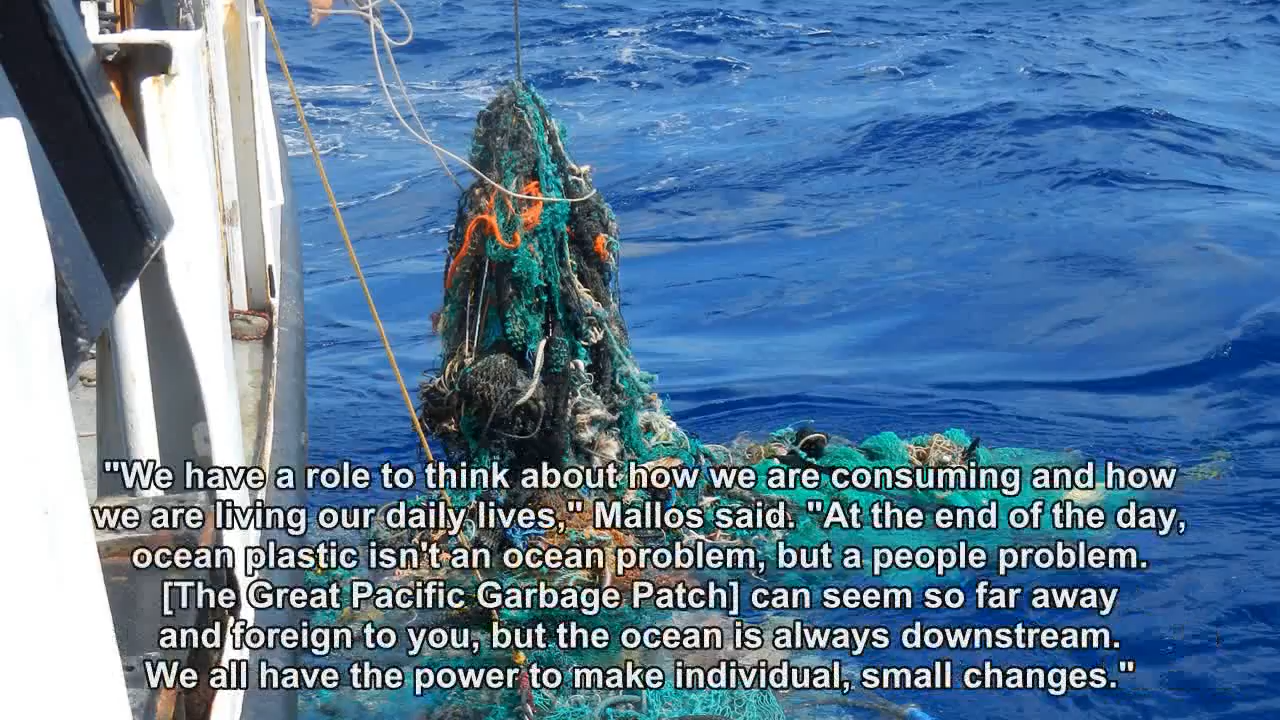 "We have a role to think about how we are consuming and how
we are living our daily lives," Mallos said. "At the end of the day,
ocean plastic isn't an ocean problem, but a people problem.
[The Great Pacific Garbage Patch] can seem so far away
and foreign to you, but the ocean is always downstream.
We all have the power to make individual, small changes."